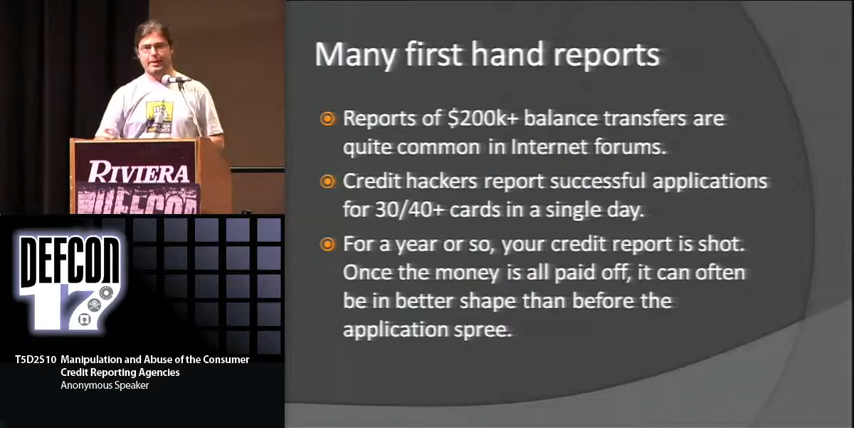 Many first hand reports
Reports of $200k+ balance transfers are
quite common in Internet forums.
Credit hackers report successful applications
for 30/40+ cards in a single day.
For a year or so, your credit report is shot.
Once the money is all paid off, it can often
be in better shape than before the
application spree.
RIVIERA
DEFCON
DEFCON
17
T5D2S10 Manipulation and Abuse of the Consumer
Credit Reporting Agencies
Anonymous Speaker